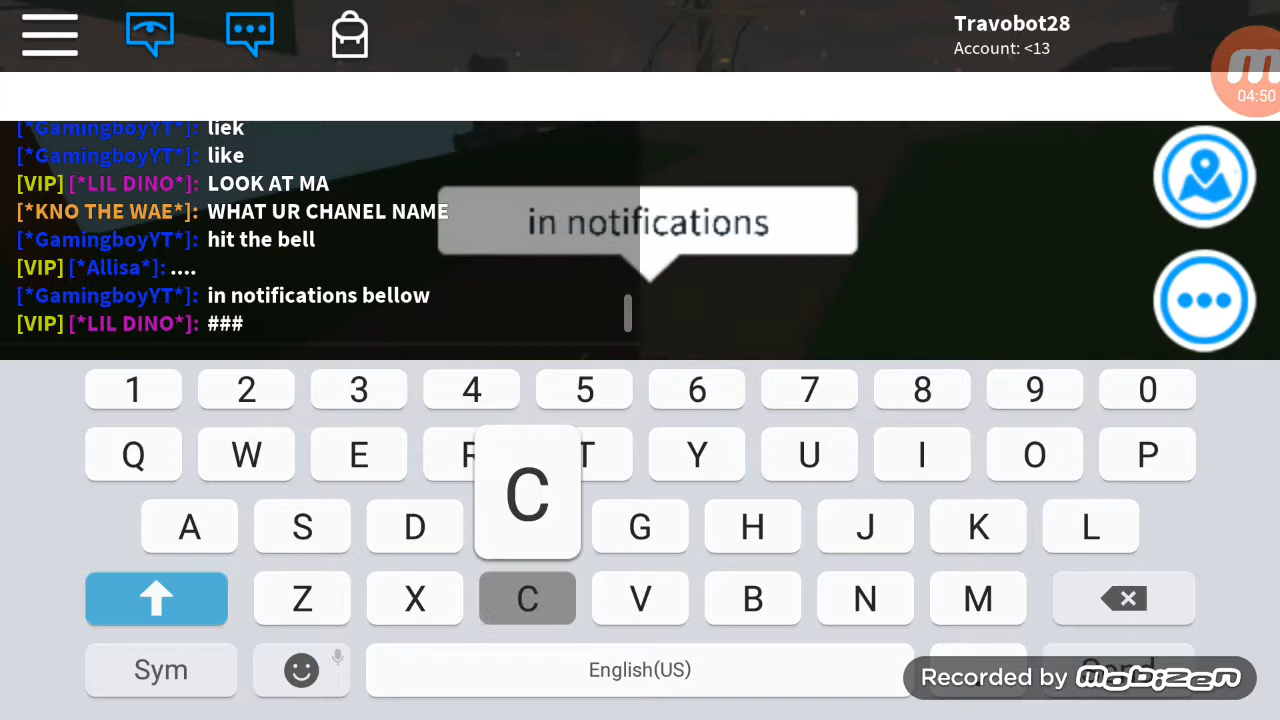 Travobot28
Account: <13
04:50
[*GamingboyYT*]: liek
[*GamingboyYT*]: like
[VIP] [*LIL DINO*]: LOOK AT MA
[*KNO THE WAE*]: WHAT UR CHANEL NAME
[*GamingboyYT*]: hit the bell
[VIP] [*Allisa*]: ....
[*GamingboyYT*]: in notifications bellow
[VIP] [*LIL DINO*]: ###
in notifications
1 2 3 4 5 6 7 8 9 0
Q W E R T Y U I O P
A S D C G H J K L
Z X C V B N M
Sym English(US) Send
Recorded by mobizen